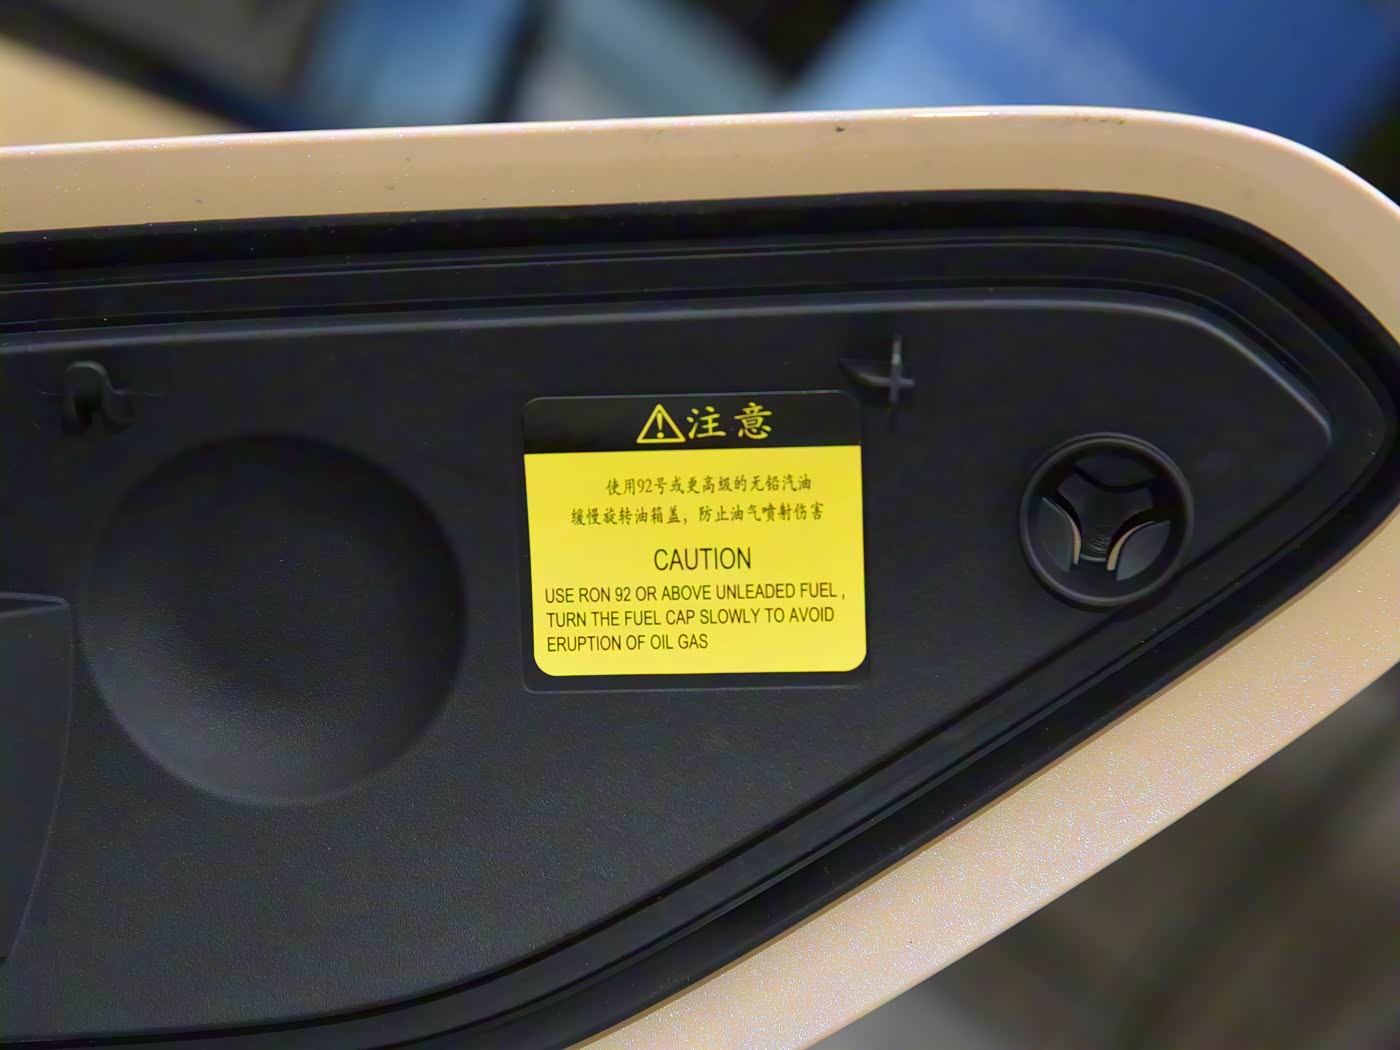 注意
使用92号或更高级的无铅汽油
缓慢旋转油箱盖，防止油气喷射伤害
CAUTION
USE RON 92 OR ABOVE UNLEADED FUEL ,
TURN THE FUEL CAP SLOWLY TO AVOID
ERUPTION OF OIL GAS